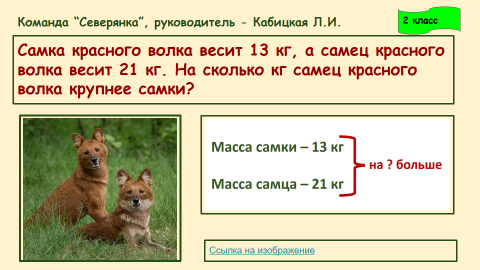 Команда “Северянка”, руководитель - Кабицкая Л.И.
2 класс
Самка красного волка весит 13 кг, а самец красного
волка весит 21 кг. На сколько кг самец красного
волка крупнее самки?
Масса самки – 13 кг
на ? больше
Масса самца – 21 кг
Ссылка на изображение